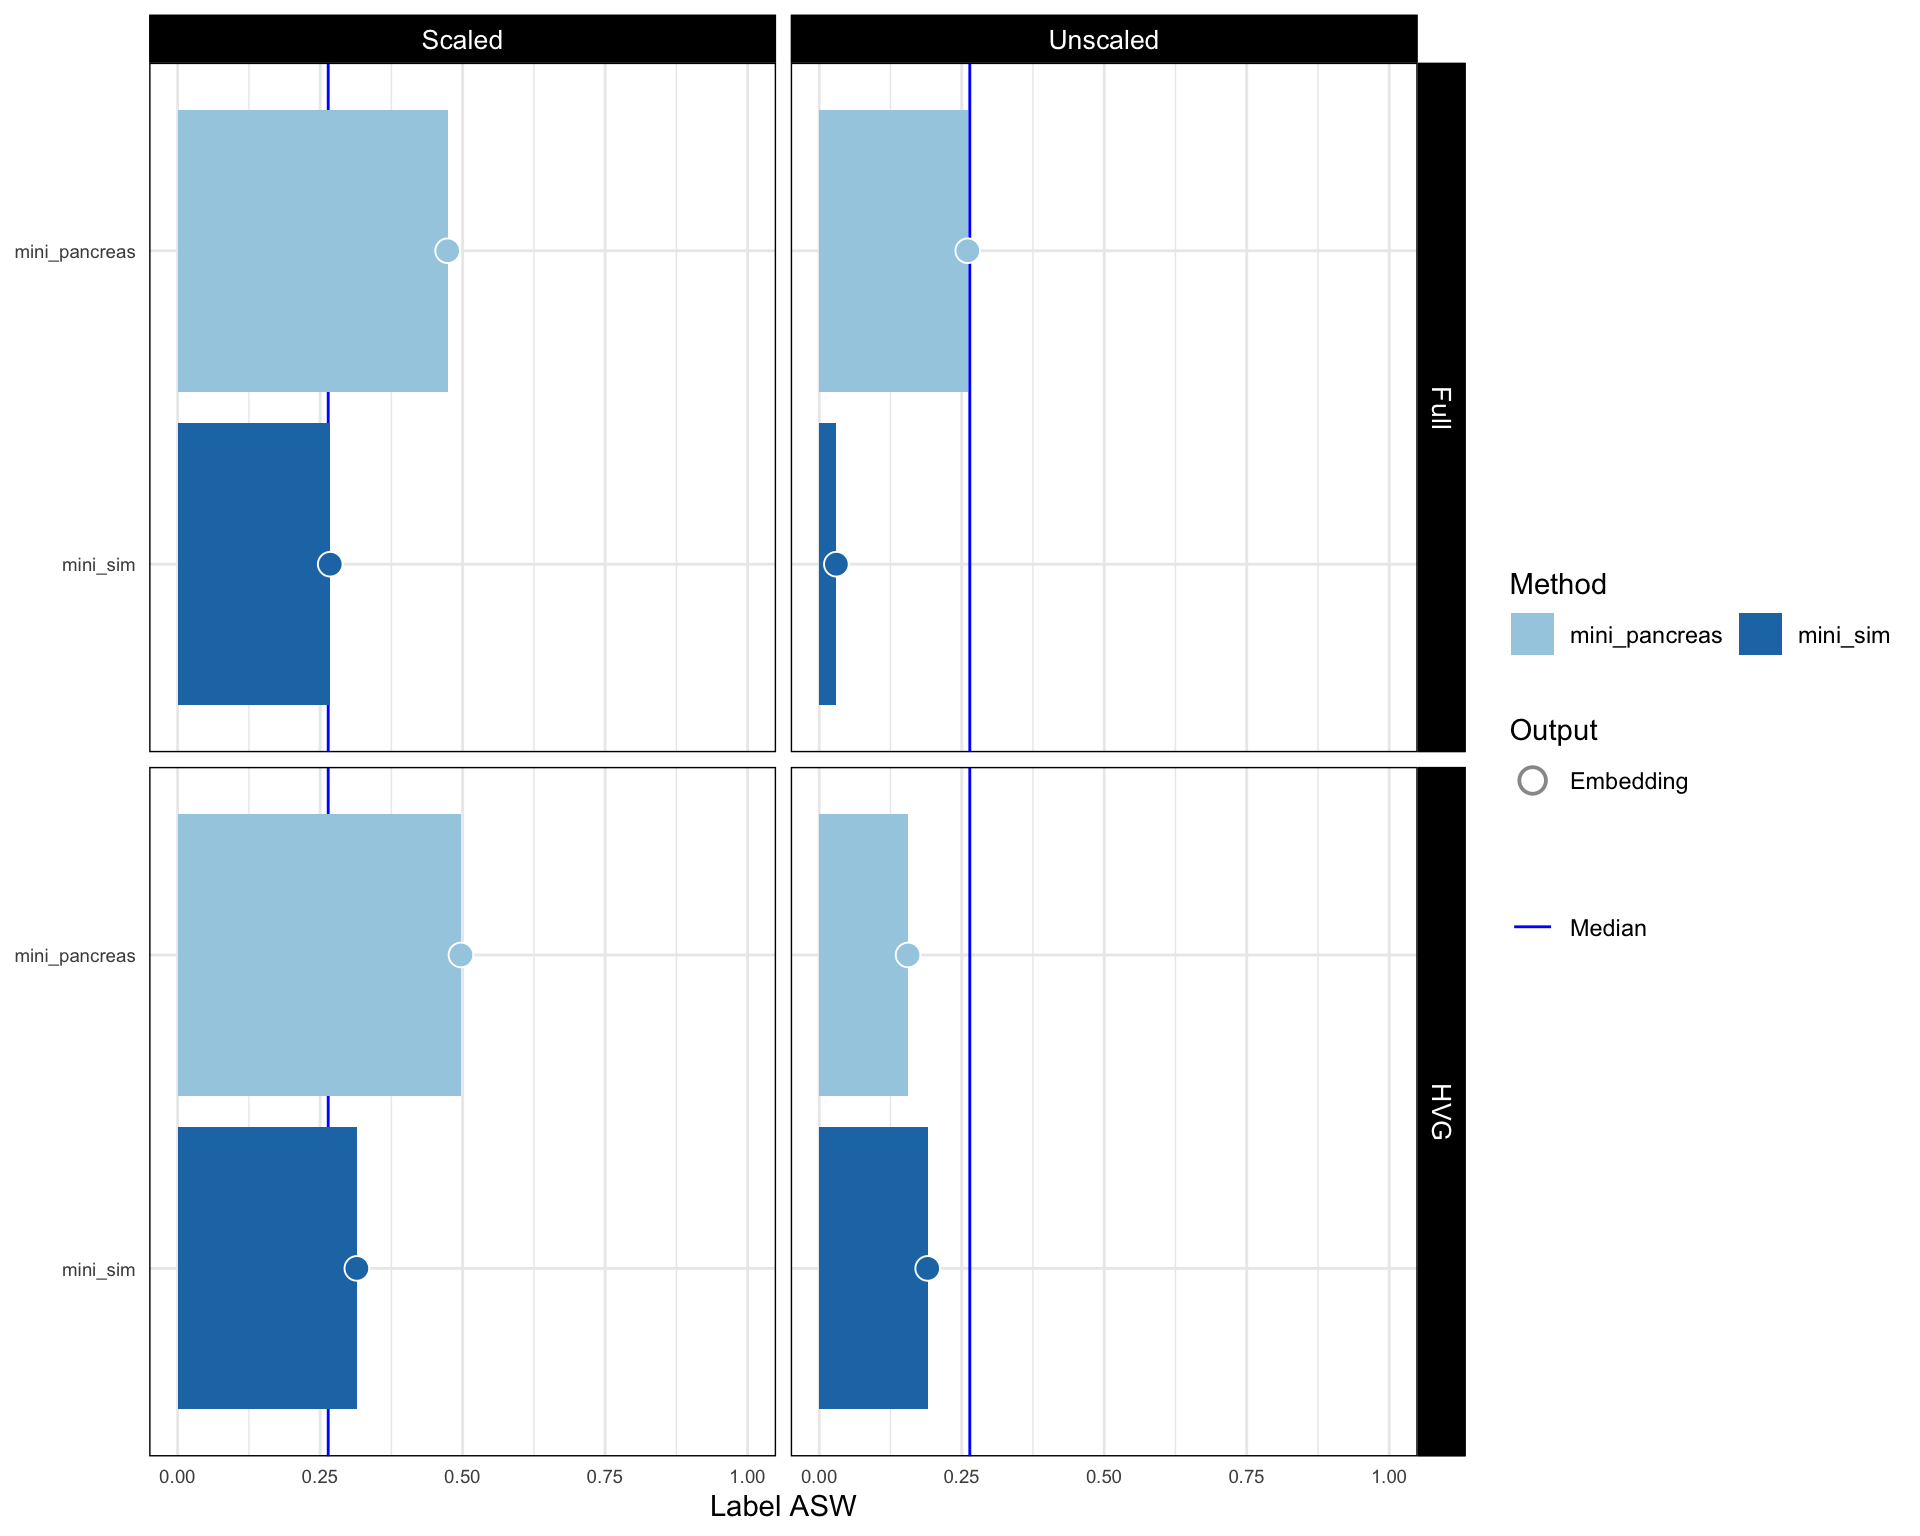 Scaled
Unscaled
Full
mini_pancreas
mini_sim
HVG
mini_pancreas
mini_sim
0.00 0.25 0.50 0.75 1.00
0.00 0.25 0.50 0.75 1.00
Label ASW
Method
mini_pancreas
mini_sim
Output
Embedding
Median